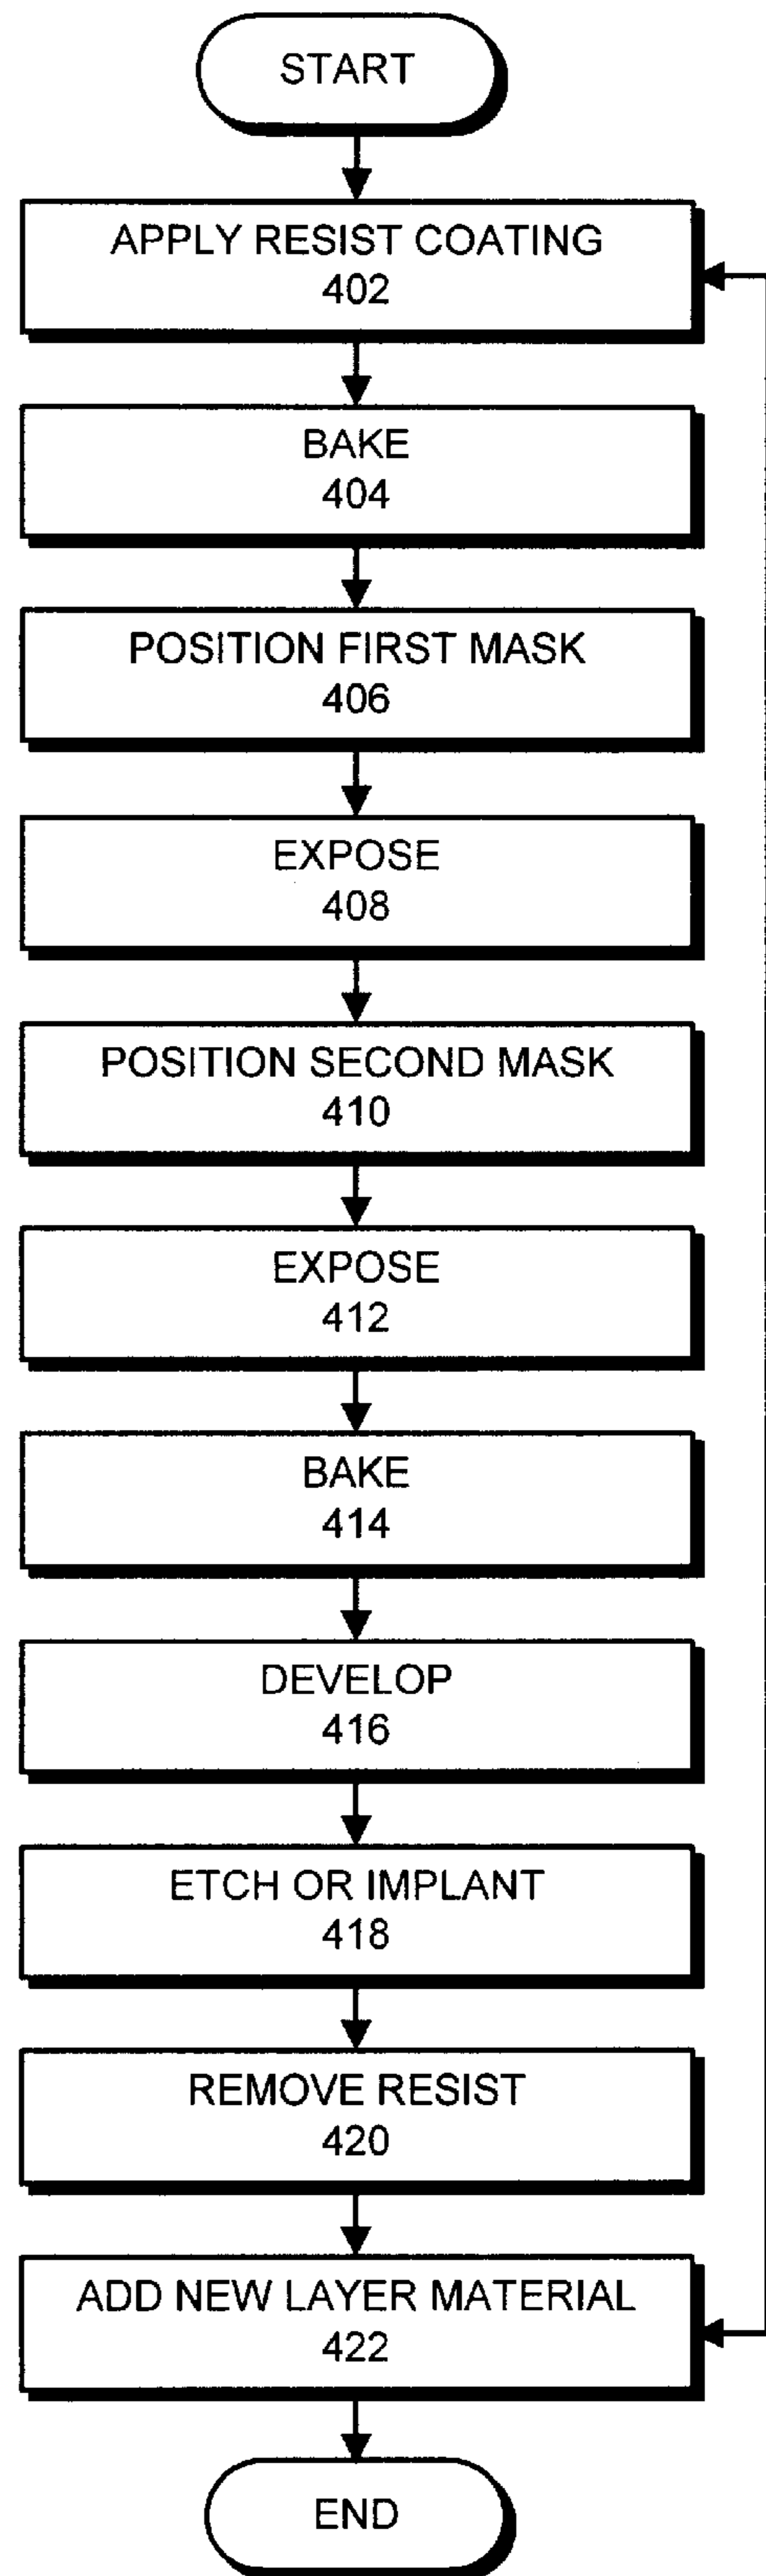 START
APPLY RESIST COATING
402
BAKE
404
POSITION FIRST MASK
406
EXPOSE
408
POSITION SECOND MASK
410
EXPOSE
412
BAKE
414
DEVELOP
416
ETCH OR IMPLANT
418
REMOVE RESIST
420
ADD NEW LAYER MATERIAL
422
END